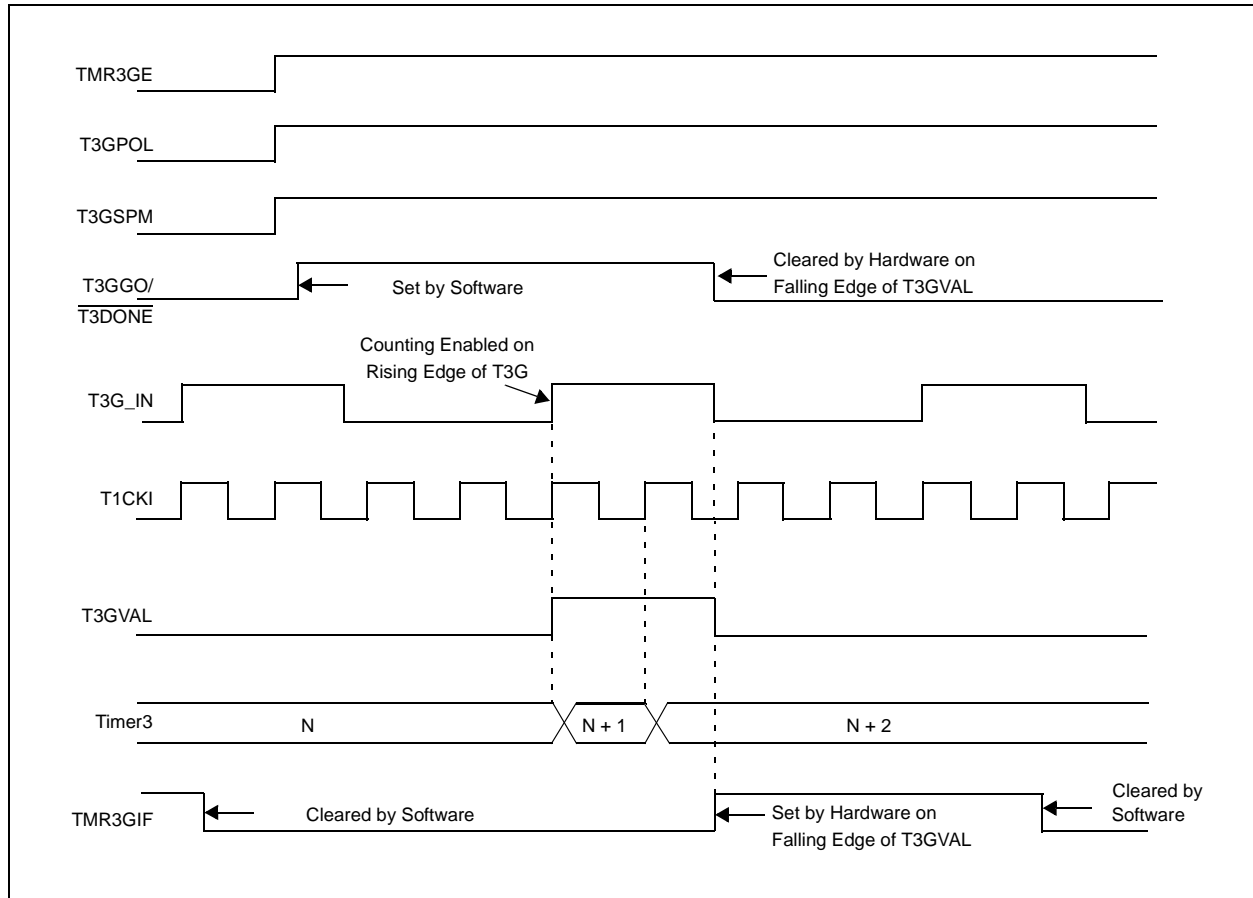 TMR3GE
T3GPOL
T3GSPM
T3GGO/
T3DONE
Set by Software
Cleared by Hardware on
Falling Edge of T3GVAL
Counting Enabled on
Rising Edge of T3G
T3G_IN
T1CKI
T3GVAL
Timer3
N
N + 1
N + 2
TMR3GIF
Cleared by Software
Set by Hardware on
Falling Edge of T3GVAL
Cleared by
Software